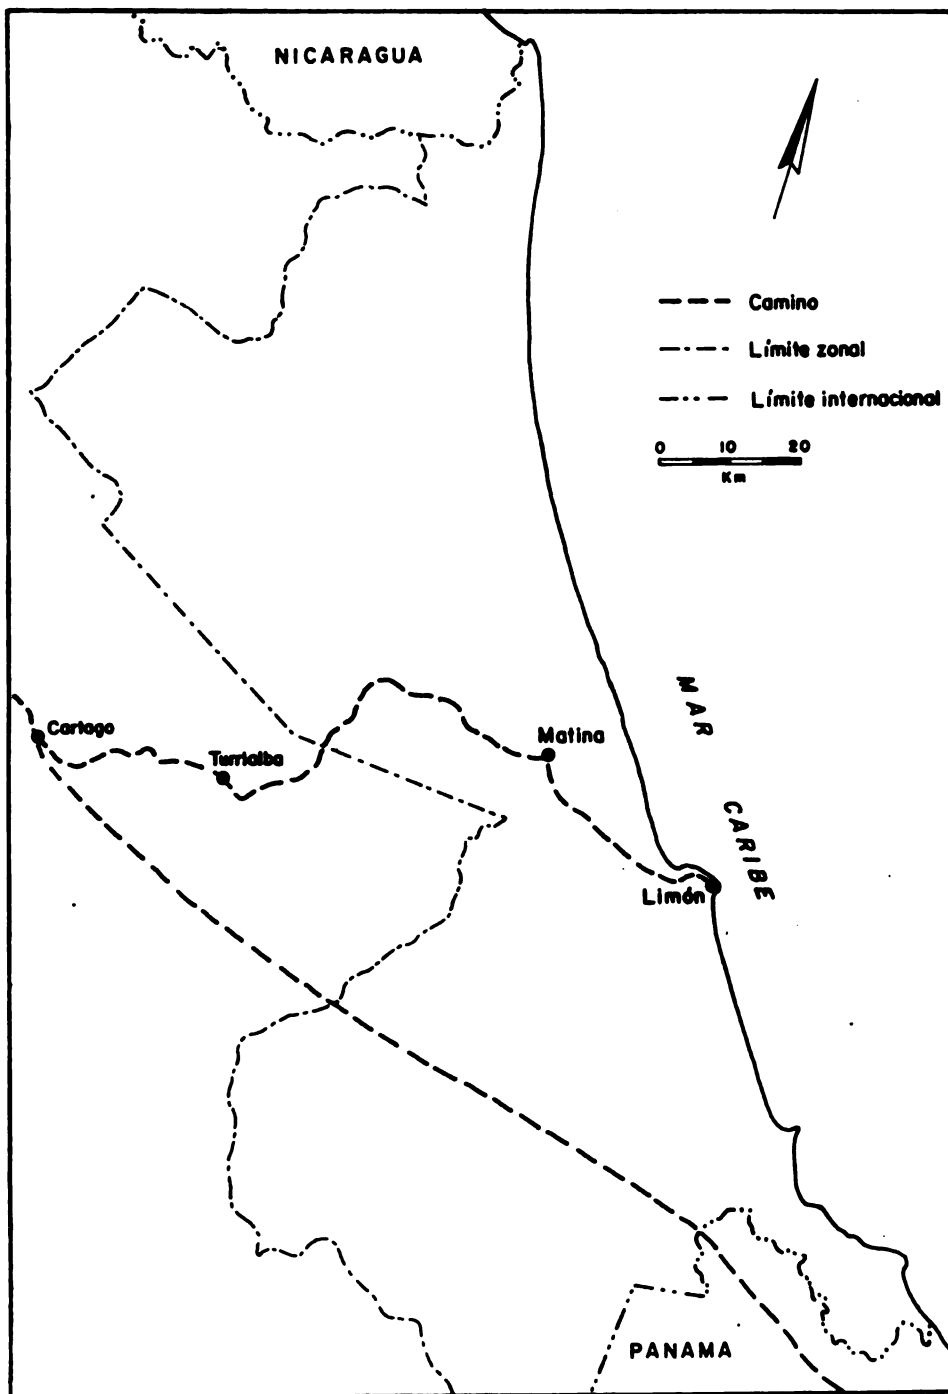 NICARAGUA
Camino
Límite zonal
Límite internacional
0 10 20
Km
MAR
CARIBE
Cartago
Turrialba
Matina
Limón
PANAMA